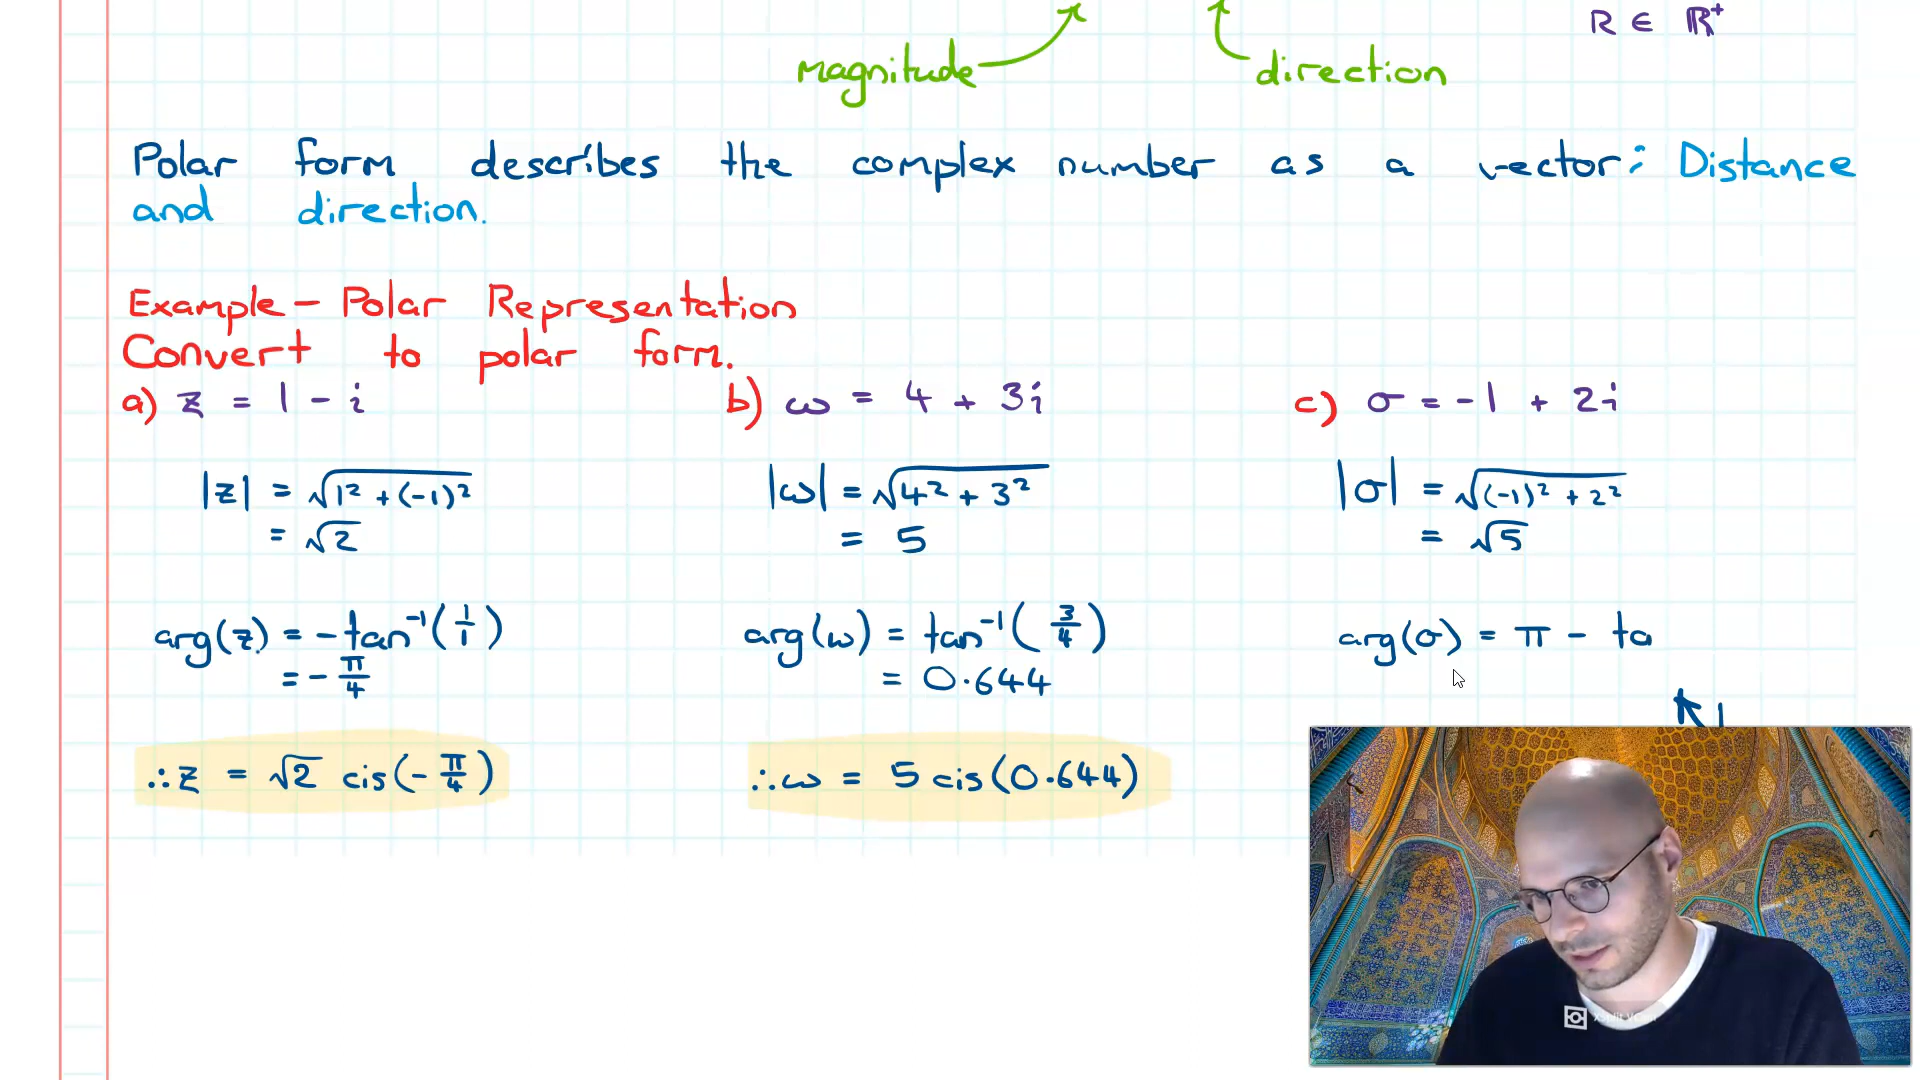 R ∈ ℝ⁺
magnitude direction
Polar form describes the complex number as a vector: Distance
and direction.
Example - Polar Representation
Convert to polar form.
a) z = 1 - i
b) ω = 4 + 3i
c) σ = -1 + 2i
|z| = √(1² + (-1)²)
= √2
|ω| = √(4² + 3²)
= 5
|σ| = √((-1)² + 2²)
= √5
arg(z) = -tan⁻¹(1/1)
= -π/4
arg(ω) = tan⁻¹(3/4)
= 0.644
arg(σ) = π - ta
∴ z = √2 cis(-π/4)
∴ ω = 5 cis(0.644)